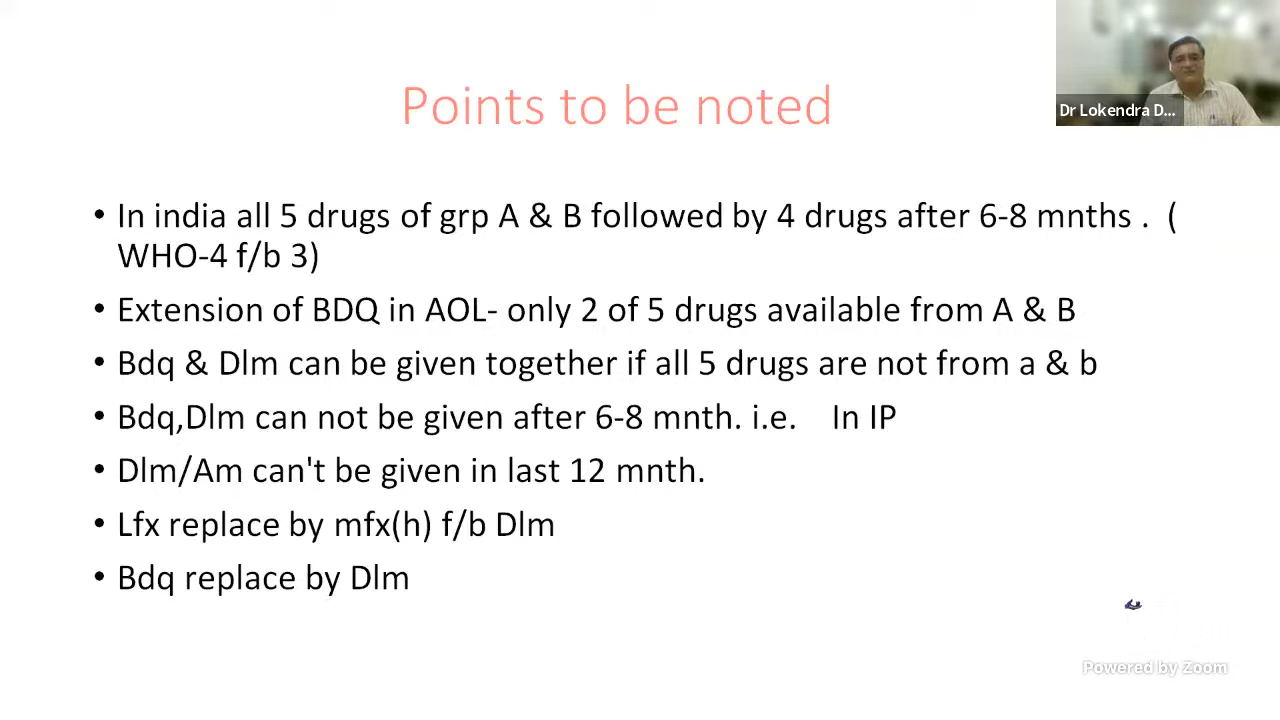 Points to be noted
Dr Lokendra D...
• In india all 5 drugs of grp A & B followed by 4 drugs after 6-8 mnths . (
WHO-4 f/b 3)
• Extension of BDQ in AOL- only 2 of 5 drugs available from A & B
• Bdq & Dlm can be given together if all 5 drugs are not from a & b
• Bdq,Dlm can not be given after 6-8 mnth. i.e. In IP
• Dlm/Am can't be given in last 12 mnth.
• Lfx replace by mfx(h) f/b Dlm
• Bdq replace by Dlm
Powered by Zoom